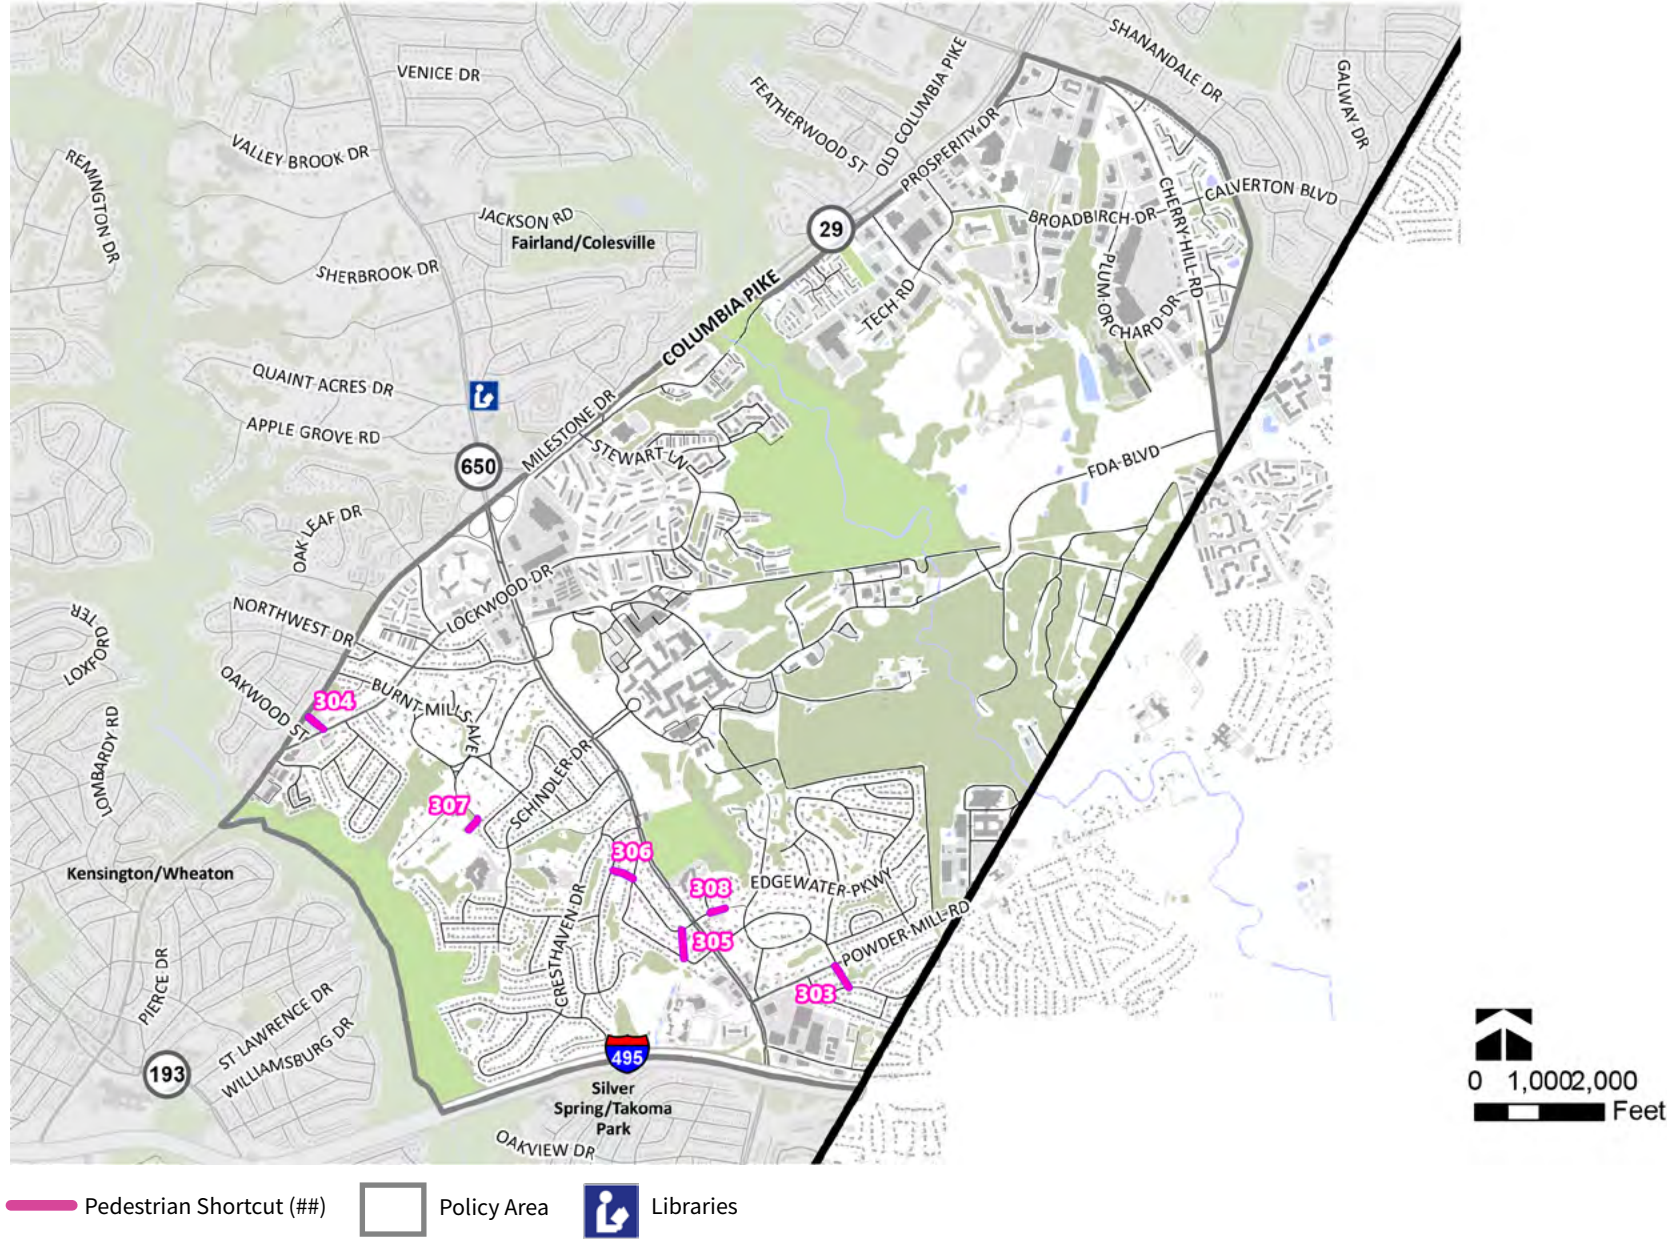 SHANANDALE DR
GALWAY DR
VENICE DR
FEATHERWOOD ST
OLD COLUMBIA PIKE
PROSPERITY DR
VALLEY BROOK DR
REMINGTON DR
CHERRY HILL RD
CALVERTON BLVD
BROADBIRCH DR
JACKSON RD
Fairland/Colesville
29
SHERBROOK DR
PLUM ORCHARD DR
TECH RD
COLUMBIA PIKE
QUAINT ACRES DR
MILESTONE DR
APPLE GROVE RD
STEWART LN
650
FDA BLVD
OAK LEAF DR
LOCKWOOD DR
NORTHWEST DR
LOXFORD TER
OAKWOOD ST
304
BURNT MILLS AVE
LOMBARDY RD
SCHINDLER DR
307
306
Kensington/Wheaton
308
EDGEWATER PKWY
CRESTHAVEN DR
305
POWDER MILL RD
303
PIERCE DR
ST LAWRENCE DR
WILLIAMSBURG DR
193
495
Silver
Spring/Takoma
Park
OAKVIEW DR
0 1,000 2,000
Feet
Pedestrian Shortcut (##)
Policy Area
Libraries